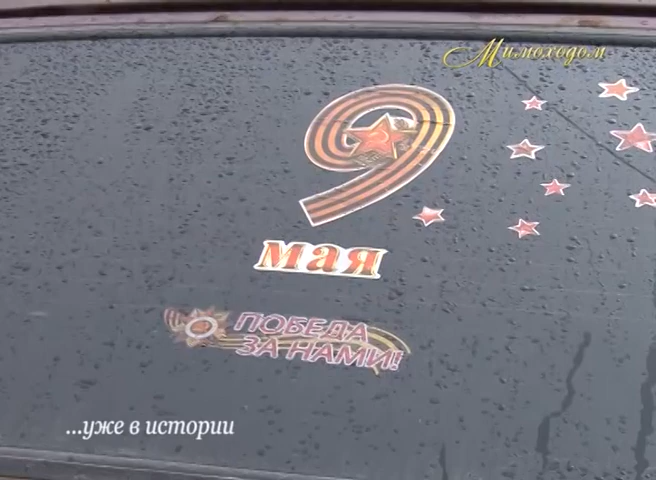 Мимоходом
9
мая
ПОБЕДА
ЗА НАМИ!
...уже в истории